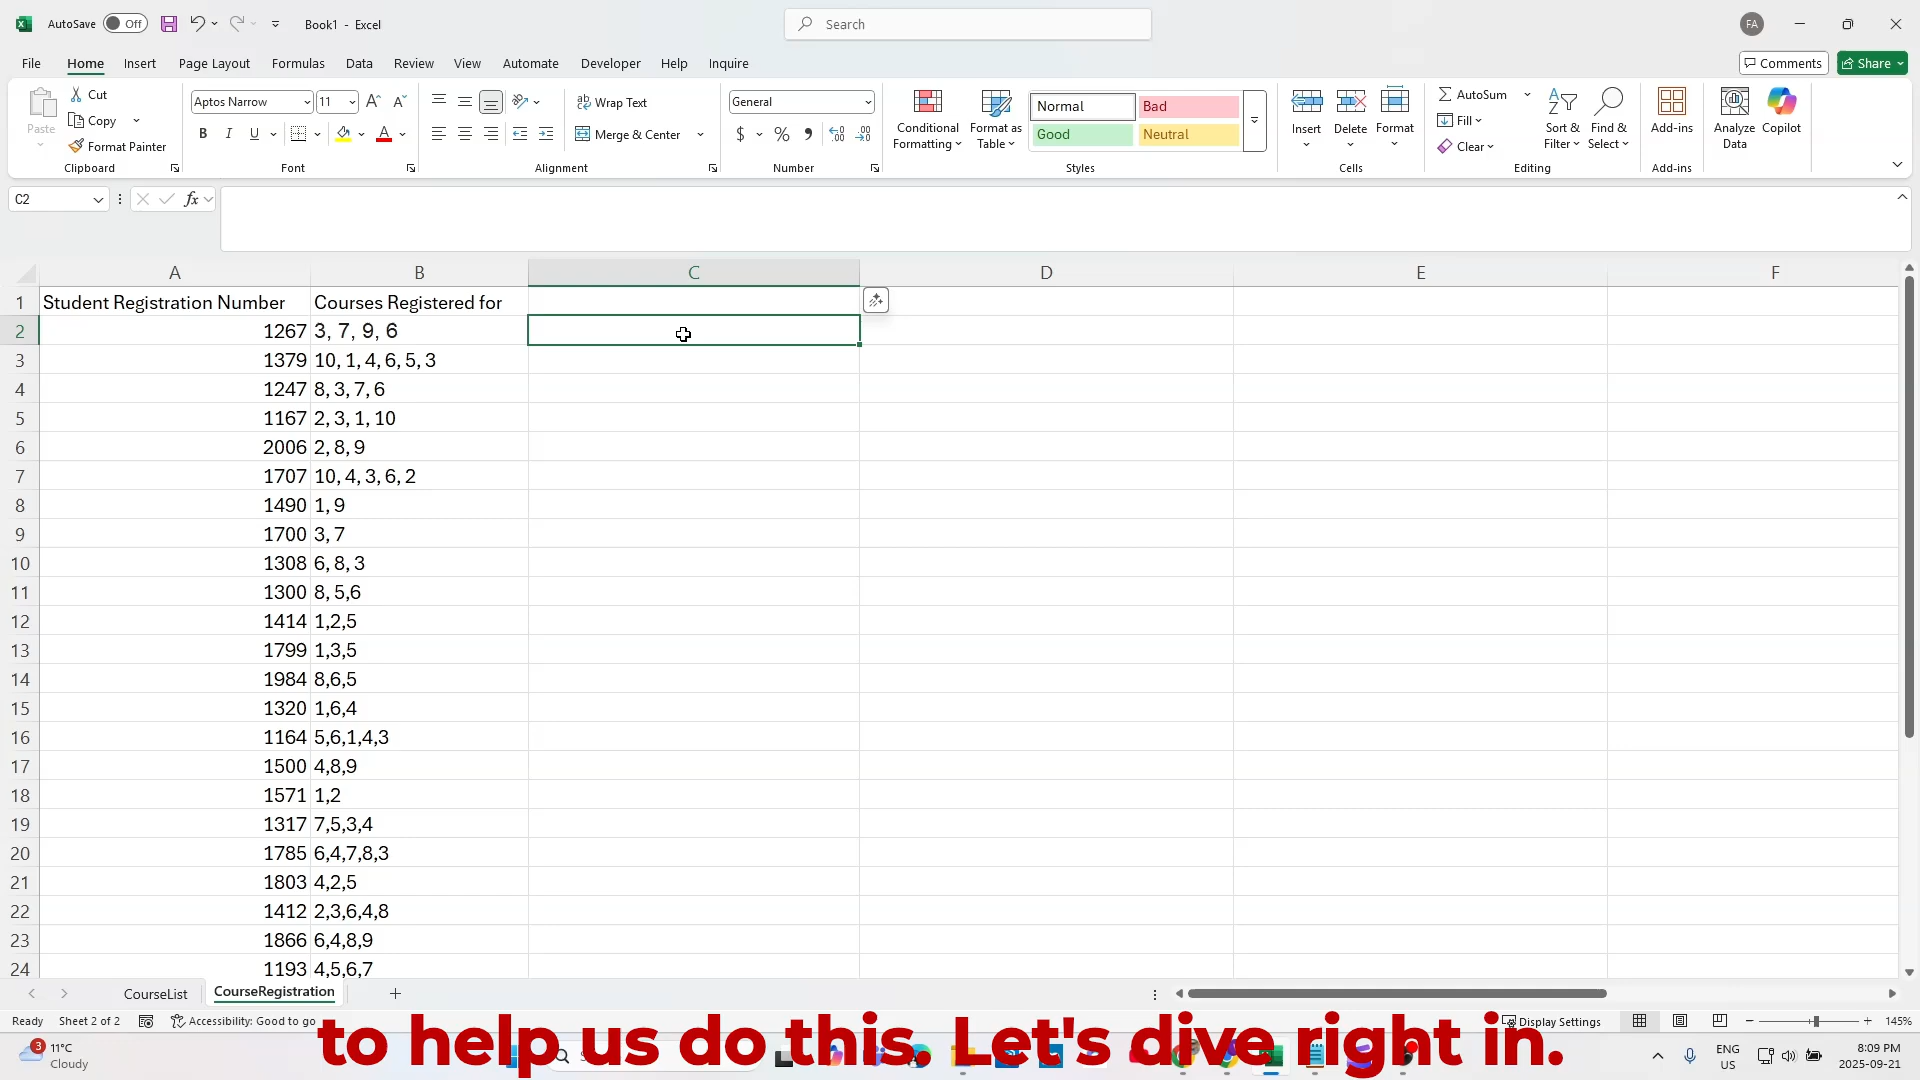 AutoSave Off Book1 - Excel Search FA
File Home Insert Page Layout Formulas Data Review View Automate Developer Help Inquire Comments Share
Paste Cut Copy Format Painter Clipboard
Aptos Narrow 11 B I U A Font
Wrap Text Merge & Center Alignment
General $ % Number
Conditional Formatting Format as Table Normal Bad Good Neutral Styles
Insert Delete Format Cells
AutoSum Fill Clear Sort & Filter Find & Select Editing
Add-ins Add-ins
Analyze Data Copilot
C2 fx
A B C D E F
1 Student Registration Number Courses Registered for
2 1267 3, 7, 9, 6
3 1379 10, 1, 4, 6, 5, 3
4 1247 8, 3, 7, 6
5 1167 2, 3, 1, 10
6 2006 2, 8, 9
7 1707 10, 4, 3, 6, 2
8 1490 1, 9
9 1700 3, 7
10 1308 6, 8, 3
11 1300 8, 5,6
12 1414 1,2,5
13 1799 1,3,5
14 1984 8,6,5
15 1320 1,6,4
16 1164 5,6,1,4,3
17 1500 4,8,9
18 1571 1,2
19 1317 7,5,3,4
20 1785 6,4,7,8,3
21 1803 4,2,5
22 1412 2,3,6,4,8
23 1866 6,4,8,9
24 1193 4,5,6,7
CourseList CourseRegistration
Ready Sheet 2 of 2 Accessibility: Good to go Display Settings 145%
to help us do this. Let's dive right in.
3 11°C
Cloudy
ENG
US
8:09 PM
2025-09-21